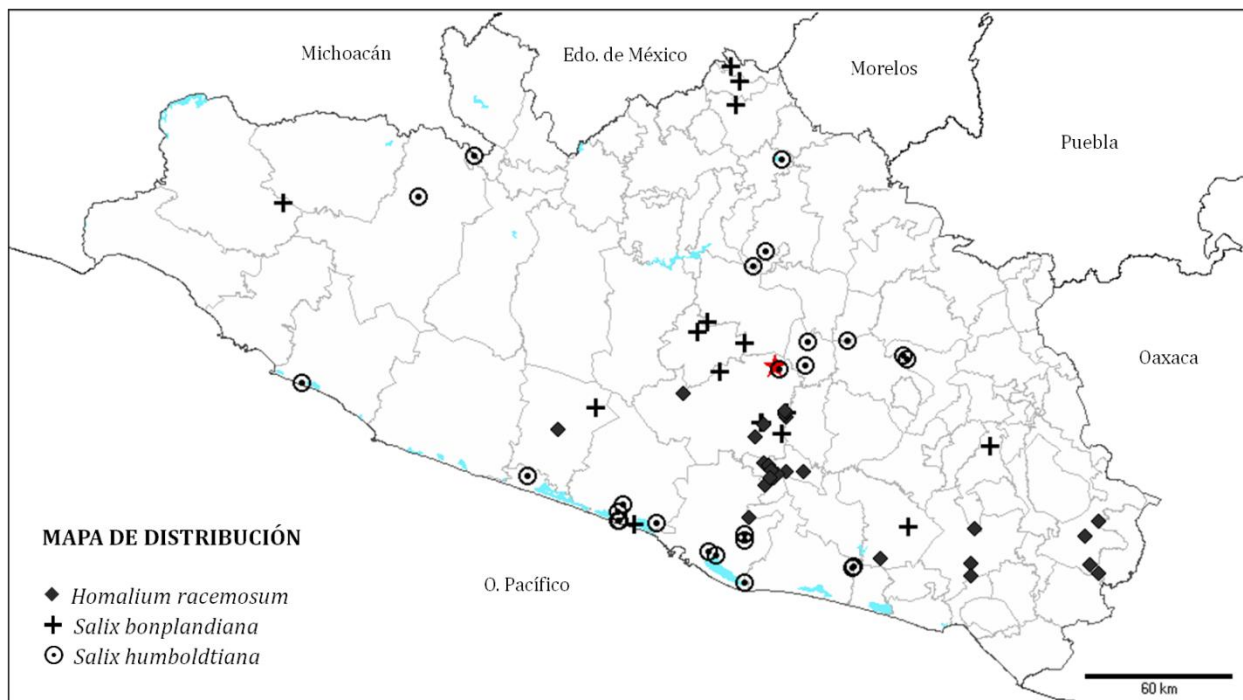 Michoacán
Edo. de México
Morelos
Puebla
Oaxaca
MAPA DE DISTRIBUCIÓN
O. Pacífico
Homalium racemosum
Salix bonplandiana
Salix humboldtiana
60 km